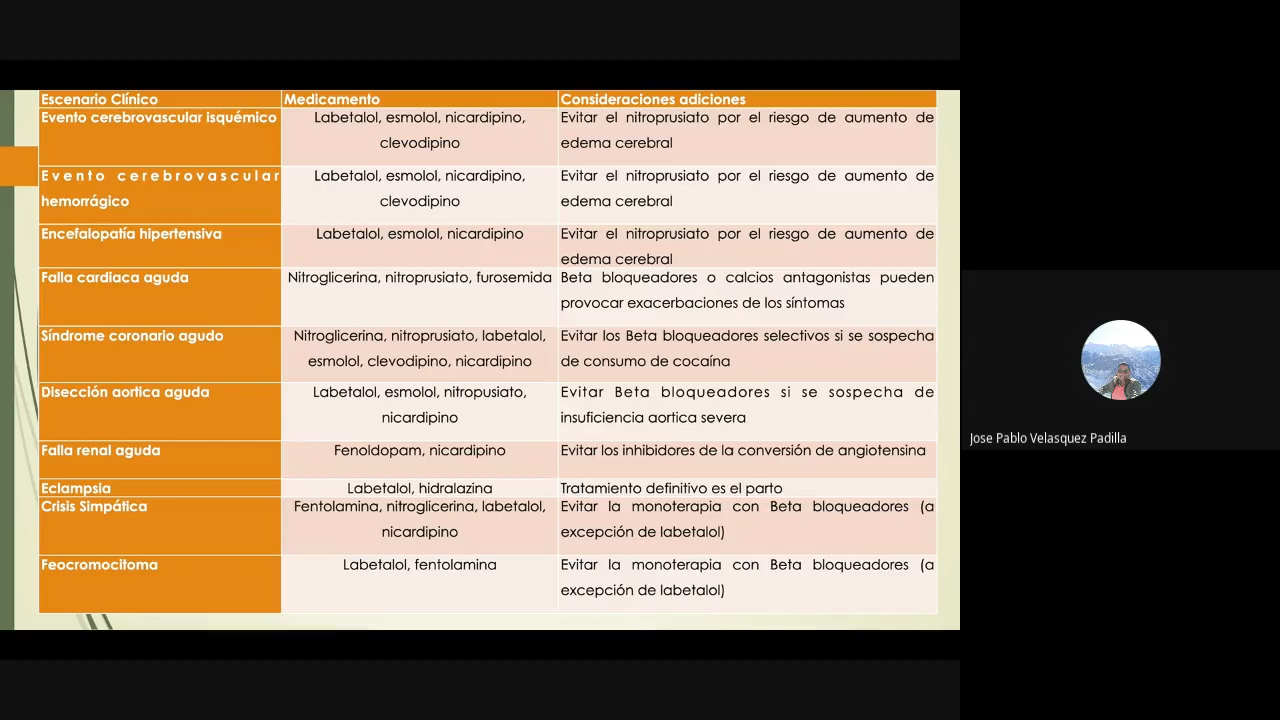 Escenario Clínico
Medicamento
Consideraciones adiciones
Evento cerebrovascular isquémico
Labetalol, esmolol, nicardipino,
clevodipino
Evitar el nitroprusiato por el riesgo de aumento de
edema cerebral
Evento cerebrovascular
hemorrágico
Labetalol, esmolol, nicardipino,
clevodipino
Evitar el nitroprusiato por el riesgo de aumento de
edema cerebral
Encefalopatía hipertensiva
Labetalol, esmolol, nicardipino
Evitar el nitroprusiato por el riesgo de aumento de
edema cerebral
Falla cardiaca aguda
Nitroglicerina, nitroprusiato, furosemida
Beta bloqueadores o calcios antagonistas pueden
provocar exacerbaciones de los síntomas
Síndrome coronario agudo
Nitroglicerina, nitroprusiato, labetalol,
esmolol, clevodipino, nicardipino
Evitar los Beta bloqueadores selectivos si se sospecha
de consumo de cocaína
Disección aortica aguda
Labetalol, esmolol, nitropusiato,
nicardipino
Evitar Beta bloqueadores si se sospecha de
insuficiencia aortica severa
Falla renal aguda
Fenoldopam, nicardipino
Evitar los inhibidores de la conversión de angiotensina
Eclampsia
Labetalol, hidralazina
Tratamiento definitivo es el parto
Crisis Simpática
Fentolamina, nitroglicerina, labetalol,
nicardipino
Evitar la monoterapia con Beta bloqueadores (a
excepción de labetalol)
Feocromocitoma
Labetalol, fentolamina
Evitar la monoterapia con Beta bloqueadores (a
excepción de labetalol)
Jose Pablo Velasquez Padilla